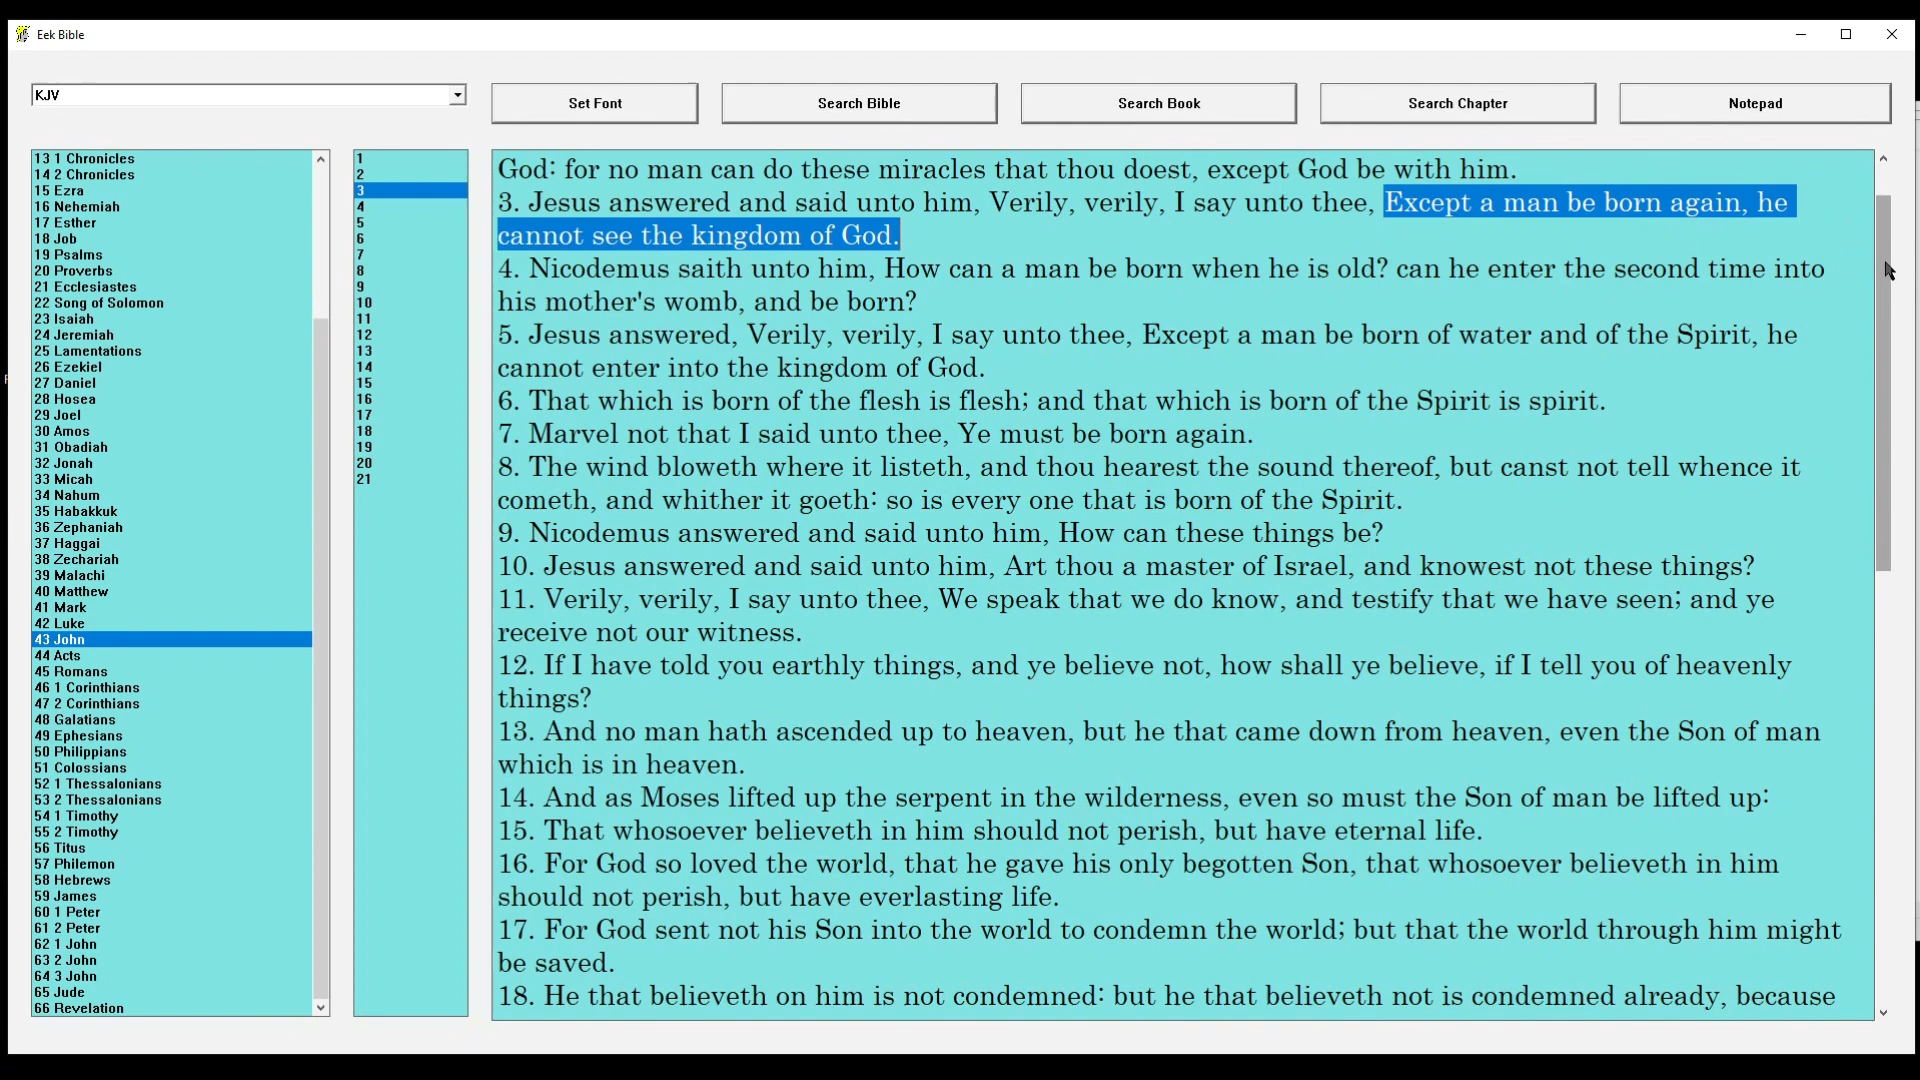 Eek Bible
KJV
Set Font
Search Bible
Search Book
Search Chapter
Notepad
13 1 Chronicles
14 2 Chronicles
15 Ezra
16 Nehemiah
17 Esther
18 Job
19 Psalms
20 Proverbs
21 Ecclesiastes
22 Song of Solomon
23 Isaiah
24 Jeremiah
25 Lamentations
26 Ezekiel
27 Daniel
28 Hosea
29 Joel
30 Amos
31 Obadiah
32 Jonah
33 Micah
34 Nahum
35 Habakkuk
36 Zephaniah
37 Haggai
38 Zechariah
39 Malachi
40 Matthew
41 Mark
42 Luke
43 John
44 Acts
45 Romans
46 1 Corinthians
47 2 Corinthians
48 Galatians
49 Ephesians
50 Philippians
51 Colossians
52 1 Thessalonians
53 2 Thessalonians
54 1 Timothy
55 2 Timothy
56 Titus
57 Philemon
58 Hebrews
59 James
60 1 Peter
61 2 Peter
62 1 John
63 2 John
64 3 John
65 Jude
66 Revelation
1
2
3
4
5
6
7
8
9
10
11
12
13
14
15
16
17
18
19
20
21
God: for no man can do these miracles that thou doest, except God be with him.
3. Jesus answered and said unto him, Verily, verily, I say unto thee, Except a man be born again, he
cannot see the kingdom of God.
4. Nicodemus saith unto him, How can a man be born when he is old? can he enter the second time into
his mother's womb, and be born?
5. Jesus answered, Verily, verily, I say unto thee, Except a man be born of water and of the Spirit, he
cannot enter into the kingdom of God.
6. That which is born of the flesh is flesh; and that which is born of the Spirit is spirit.
7. Marvel not that I said unto thee, Ye must be born again.
8. The wind bloweth where it listeth, and thou hearest the sound thereof, but canst not tell whence it
cometh, and whither it goeth: so is every one that is born of the Spirit.
9. Nicodemus answered and said unto him, How can these things be?
10. Jesus answered and said unto him, Art thou a master of Israel, and knowest not these things?
11. Verily, verily, I say unto thee, We speak that we do know, and testify that we have seen; and ye
receive not our witness.
12. If I have told you earthly things, and ye believe not, how shall ye believe, if I tell you of heavenly
things?
13. And no man hath ascended up to heaven, but he that came down from heaven, even the Son of man
which is in heaven.
14. And as Moses lifted up the serpent in the wilderness, even so must the Son of man be lifted up:
15. That whosoever believeth in him should not perish, but have eternal life.
16. For God so loved the world, that he gave his only begotten Son, that whosoever believeth in him
should not perish, but have everlasting life.
17. For God sent not his Son into the world to condemn the world; but that the world through him might
be saved.
18. He that believeth on him is not condemned: but he that believeth not is condemned already, because